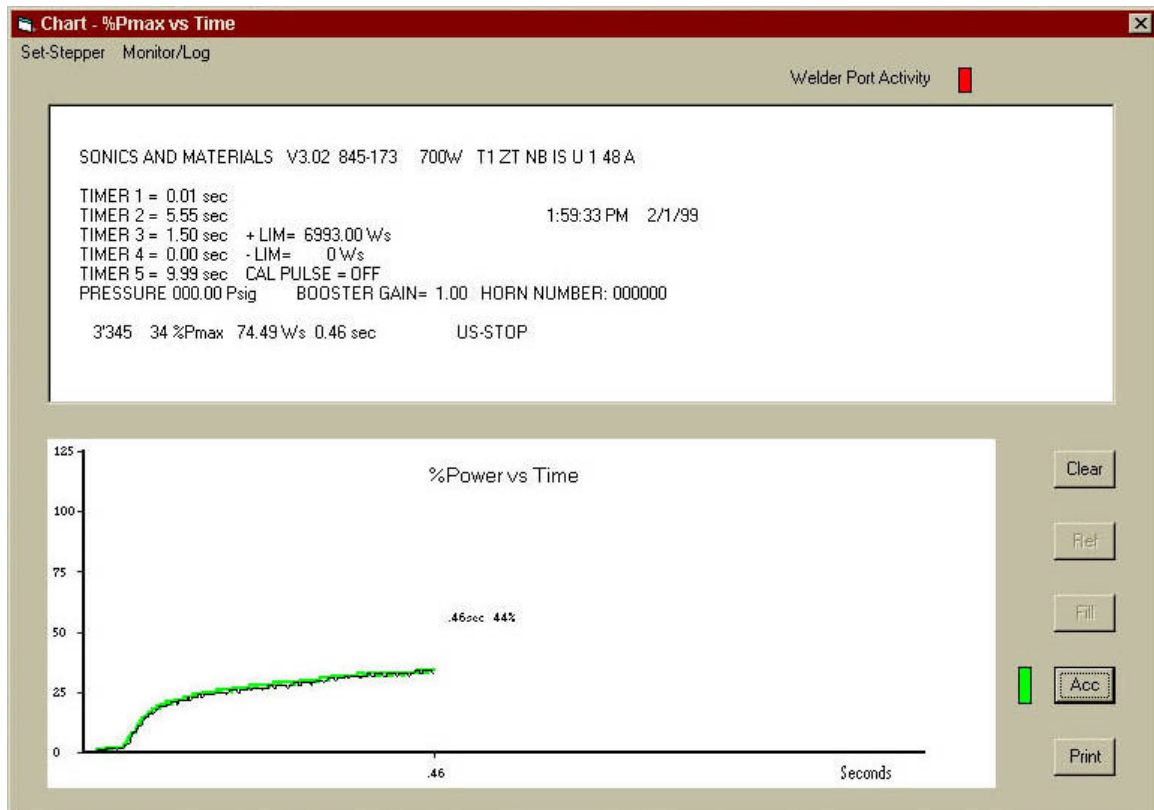 Chart - %Pmax vs Time
Set-Stepper Monitor/Log
Welder Port Activity
SONICS AND MATERIALS V3.02 845-173 700W T1 ZT NB IS U 1 48 A
TIMER 1 = 0.01 sec
TIMER 2 = 5.55 sec 1:59:33 PM 2/1/99
TIMER 3 = 1.50 sec + LIM= 6993.00 Ws
TIMER 4 = 0.00 sec - LIM= 0 Ws
TIMER 5 = 9.99 sec CAL PULSE = OFF
PRESSURE 000.00 Psig BOOSTER GAIN= 1.00 HORN NUMBER: 000000
3'345 34 %Pmax 74.49 Ws 0.46 sec US-STOP
%Power vs Time
125
100
75
50
25
0
.46sec 44%
.46
Seconds
Clear
Ref
Fill
Acc
Print